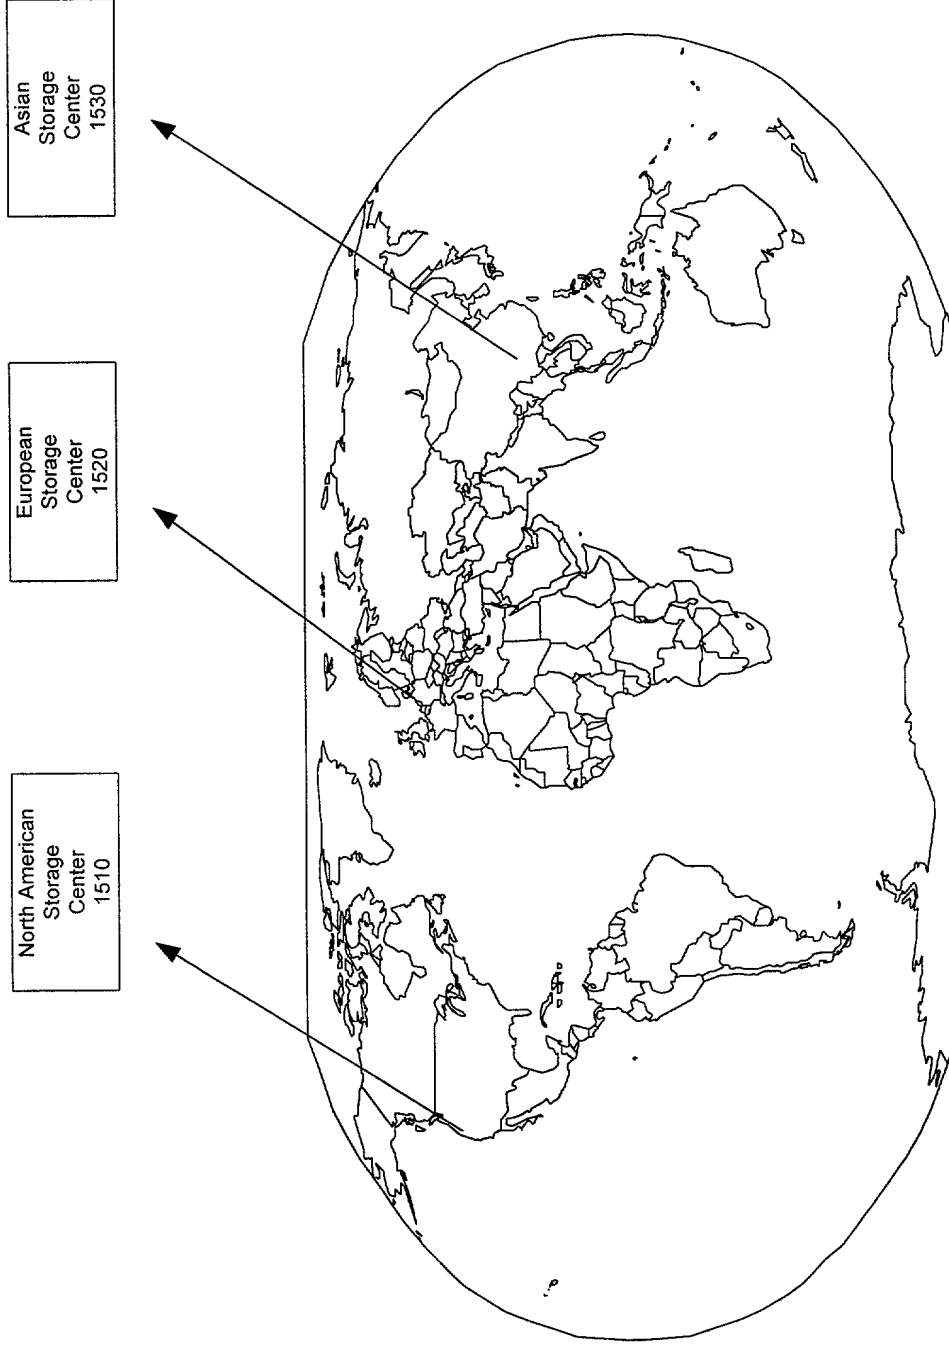 North American
Storage
Center
1510
European
Storage
Center
1520
Asian
Storage
Center
1530